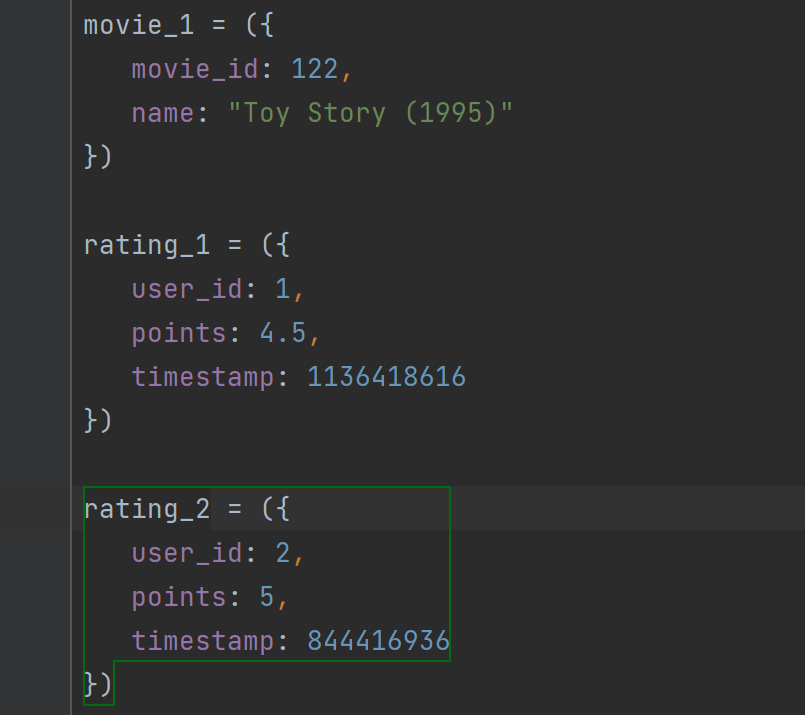 movie_1 = ({
movie_id: 122,
name: "Toy Story (1995)"
})
rating_1 = ({
user_id: 1,
points: 4.5,
timestamp: 1136418616
})
rating_2 = ({
user_id: 2,
points: 5,
timestamp: 844416936
})